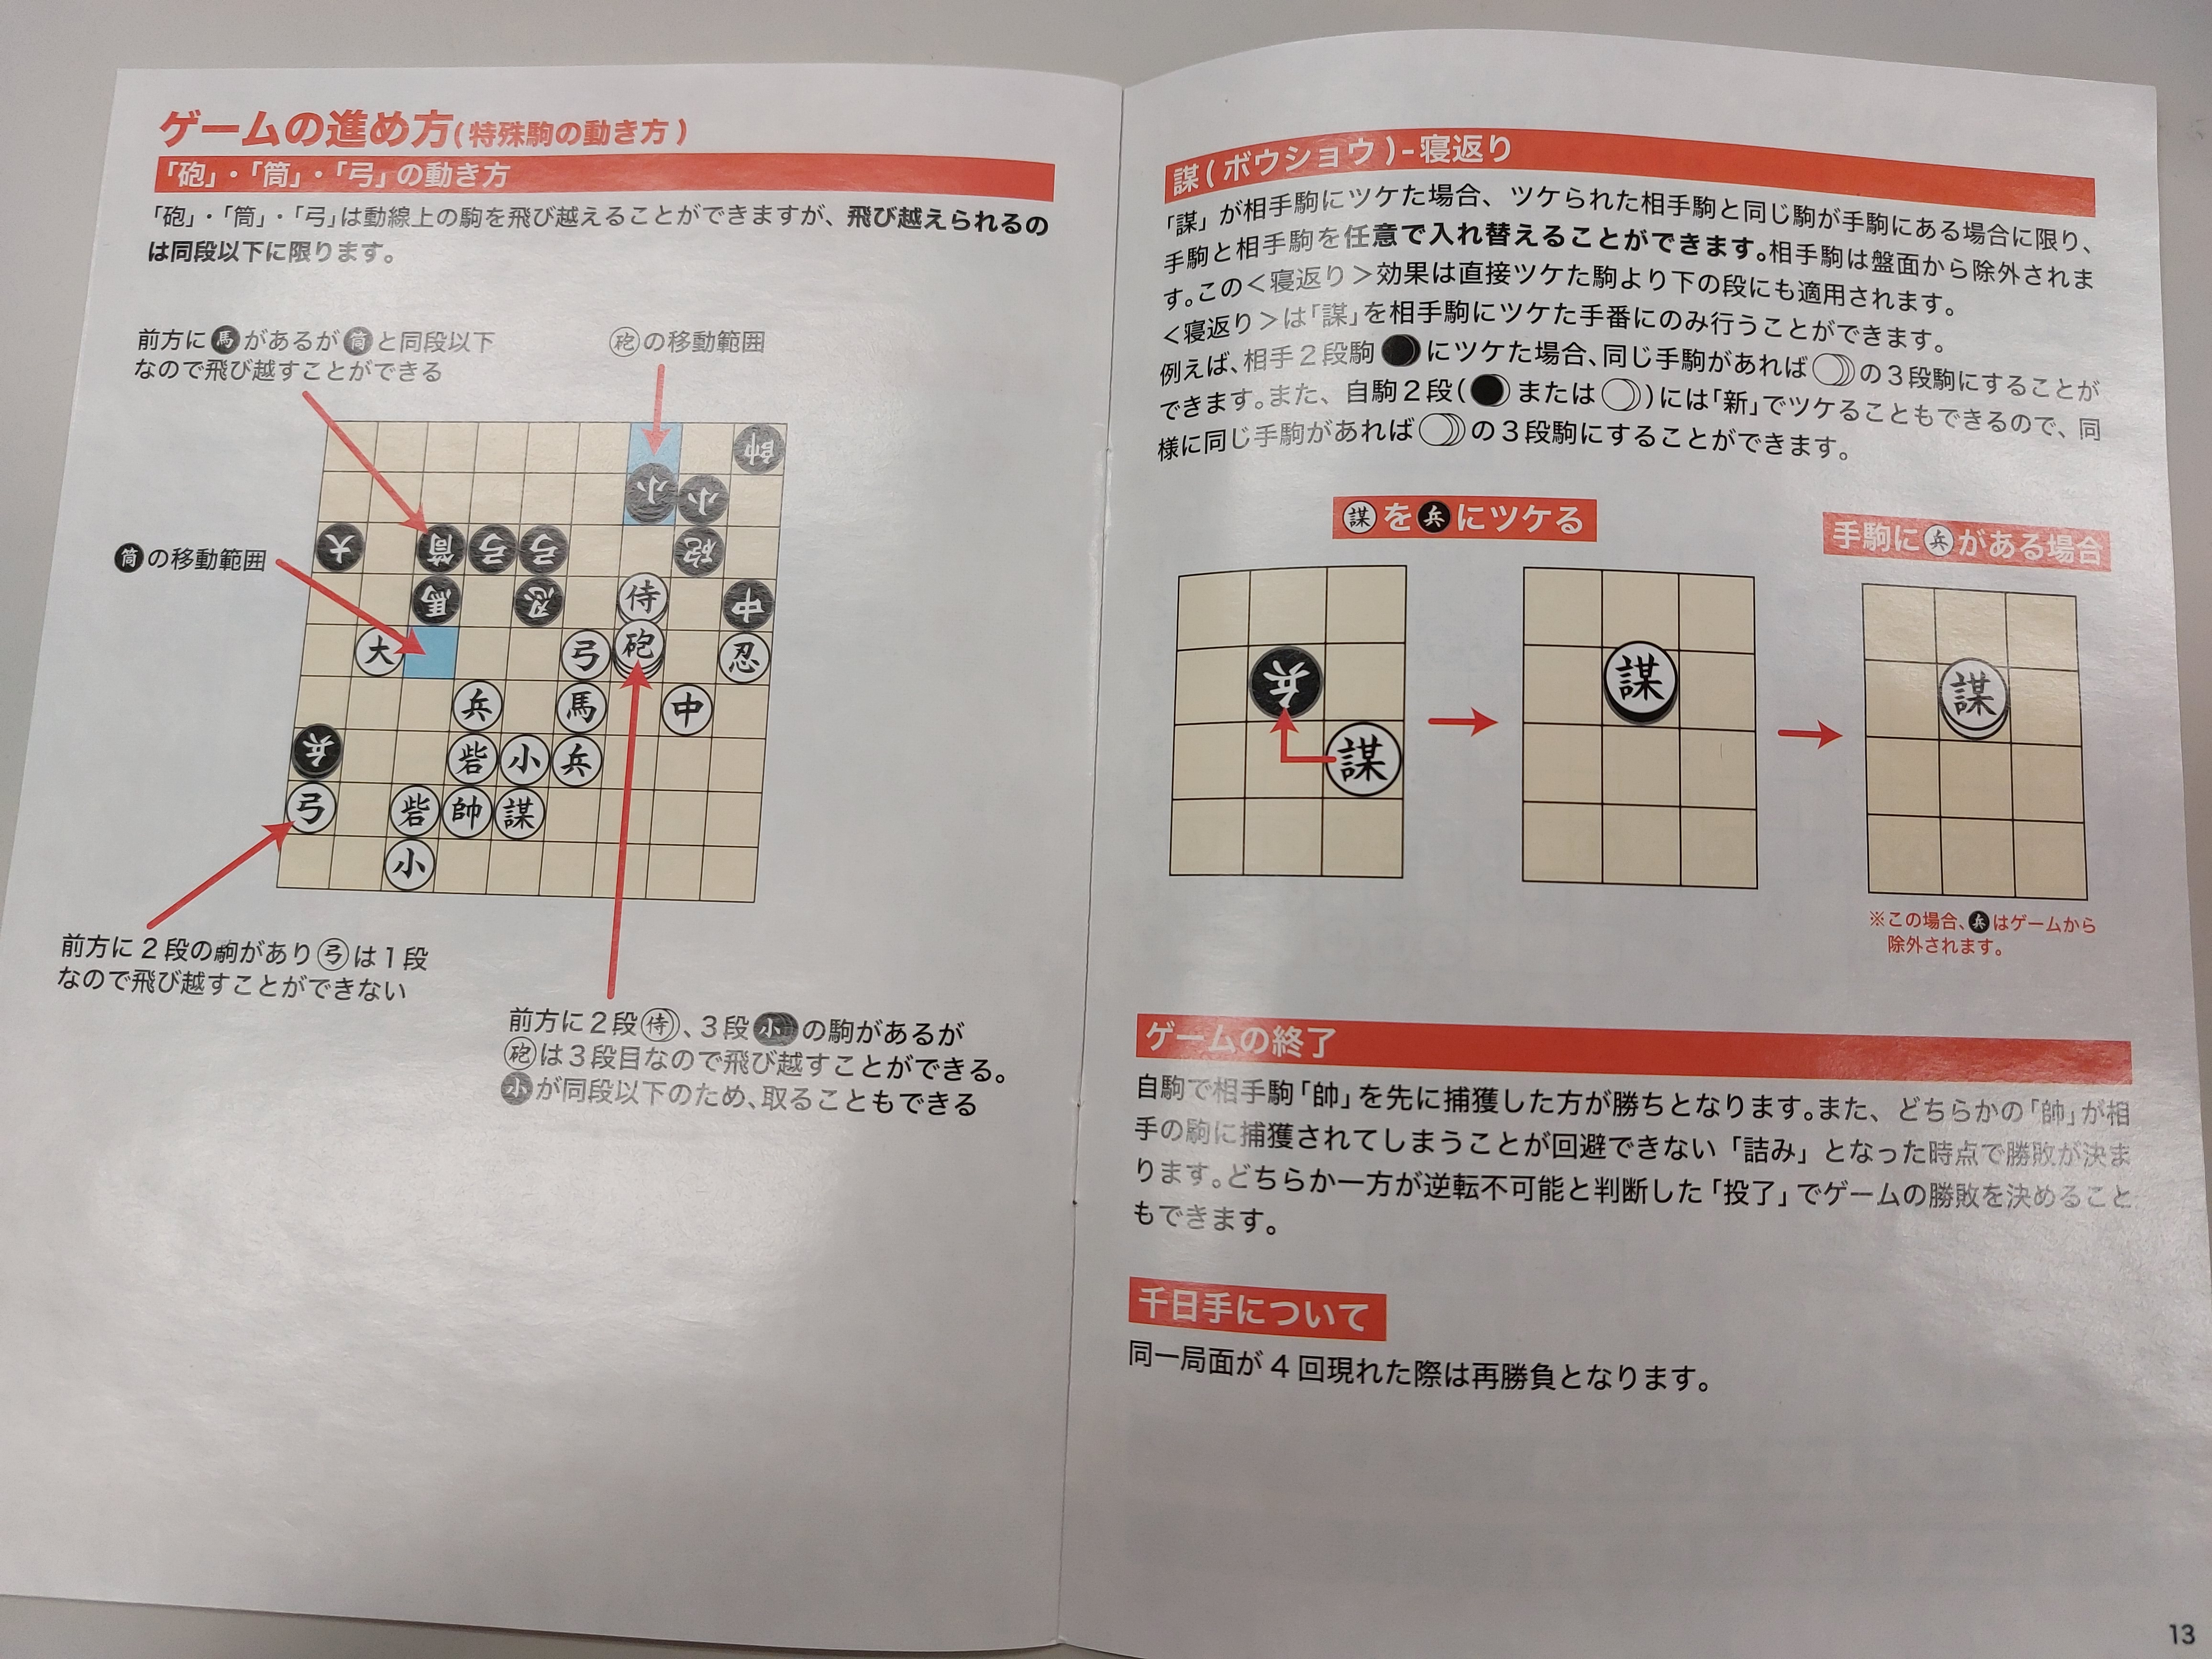 ゲームの進め方(特殊駒の動き方)
「砲」・「筒」・「弓」の動き方
「砲」・「筒」・「弓」は動線上の駒を飛び越えることができますが、飛び越えられるの
は同段以下に限ります。
前方に馬があるが筒と同段以下
なので飛び越すことができる
砲の移動範囲
帥
小 小
大 筒 弓 弓 砲
筒の移動範囲
馬 忍 侍 中
大 弓 砲 忍
兵 馬 中
兵 砦 小 兵
弓 砦 帥 謀
小
前方に2段の駒があり弓は1段
なので飛び越すことができない
前方に2段侍、3段小の駒があるが
砲は3段目なので飛び越すことができる。
小が同段以下のため、取ることもできる
謀(ボウショウ)-寝返り
「謀」が相手駒にツケた場合、ツケられた相手駒と同じ駒が手駒にある場合に限り、
手駒と相手駒を任意で入れ替えることができます。相手駒は盤面から除外されま
す。この＜寝返り＞効果は直接ツケた駒より下の段にも適用されます。
＜寝返り＞は「謀」を相手駒にツケた手番にのみ行うことができます。
例えば、相手2段駒にツケた場合、同じ手駒があればの3段駒にすることが
できます。また、自駒2段(または)には「新」でツケることもできるので、同
様に同じ手駒があればの3段駒にすることができます。
謀を兵にツケる
手駒に兵がある場合
兵
謀
謀
謀
※この場合、兵はゲームから
除外されます。
ゲームの終了
自駒で相手駒「帥」を先に捕獲した方が勝ちとなります。また、どちらかの「帥」が相
手の駒に捕獲されてしまうことが回避できない「詰み」となった時点で勝敗が決ま
ります。どちらか一方が逆転不可能と判断した「投了」でゲームの勝敗を決めること
もできます。
千日手について
同一局面が4回現れた際は再勝負となります。
13